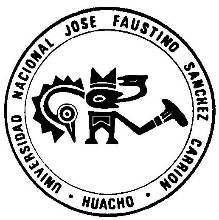 UNIVERSIDAD NACIONAL JOSE FAUSTINO SANCHEZ CARRION
· HUACHO ·